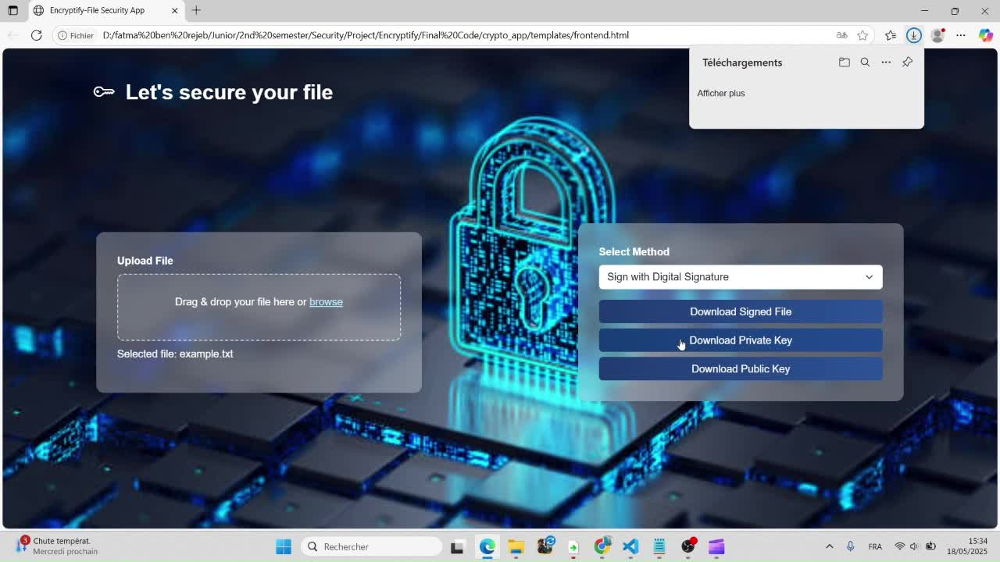 Encryptify-File Security App
Fichier
D:/fatma%20ben%20rejeb/Junior/2nd%20semester/Security/Project/Encyptify/Final%20Code/crypto_app/templates/frontend.html
Téléchargements
Afficher plus
Let's secure your file
Upload File
Drag & drop your file here or browse
Selected file: example.txt
Select Method
Sign with Digital Signature
Download Signed File
Download Private Key
Download Public Key
3
Chute températ.
Mercredi prochain
Rechercher
FRA
15:34
18/05/2025